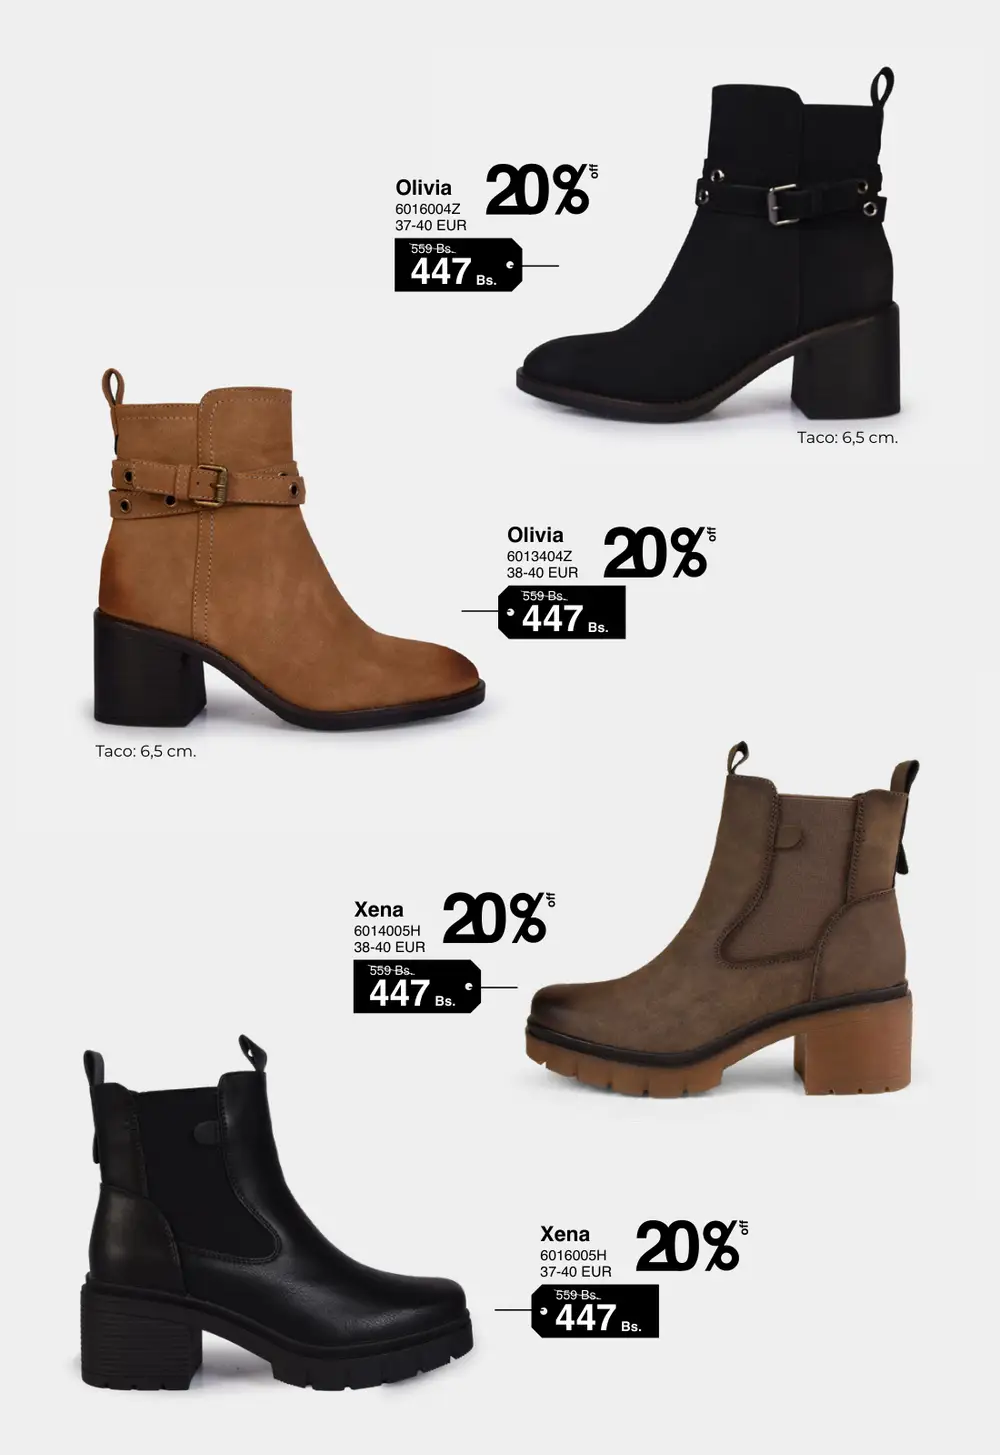 Olivia
6016004Z
37-40 EUR
20% off
559 Bs.
447 Bs.
Taco: 6,5 cm.
Olivia
6013404Z
38-40 EUR
20% off
559 Bs.
447 Bs.
Taco: 6,5 cm.
Xena
6014005H
38-40 EUR
20% off
559 Bs.
447 Bs.
Xena
6016005H
37-40 EUR
20% off
559 Bs.
447 Bs.